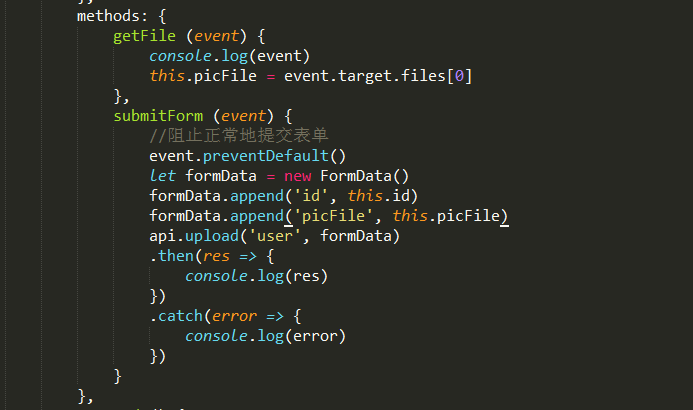 methods: {
getFile (event) {
console.log(event)
this.picFile = event.target.files[0]
},
submitForm (event) {
//阻止正常地提交表单
event.preventDefault()
let formData = new FormData()
formData.append('id', this.id)
formData.append('picFile', this.picFile)
api.upload('user', formData)
.then(res => {
console.log(res)
})
.catch(error => {
console.log(error)
})
}
},